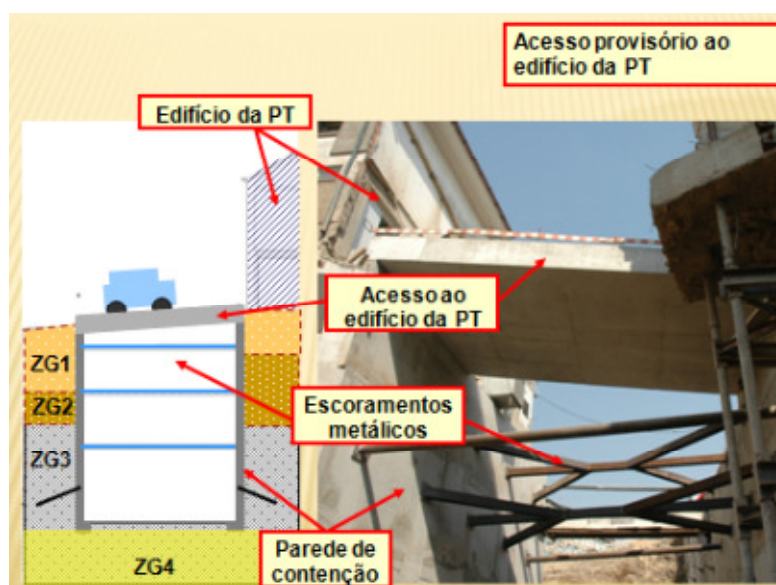 Acesso provisório ao
edifício da PT
Edifício da PT
Acesso ao
edifício da PT
ZG1
ZG2
Escoramentos
metálicos
ZG3
Parede de
contenção
ZG4